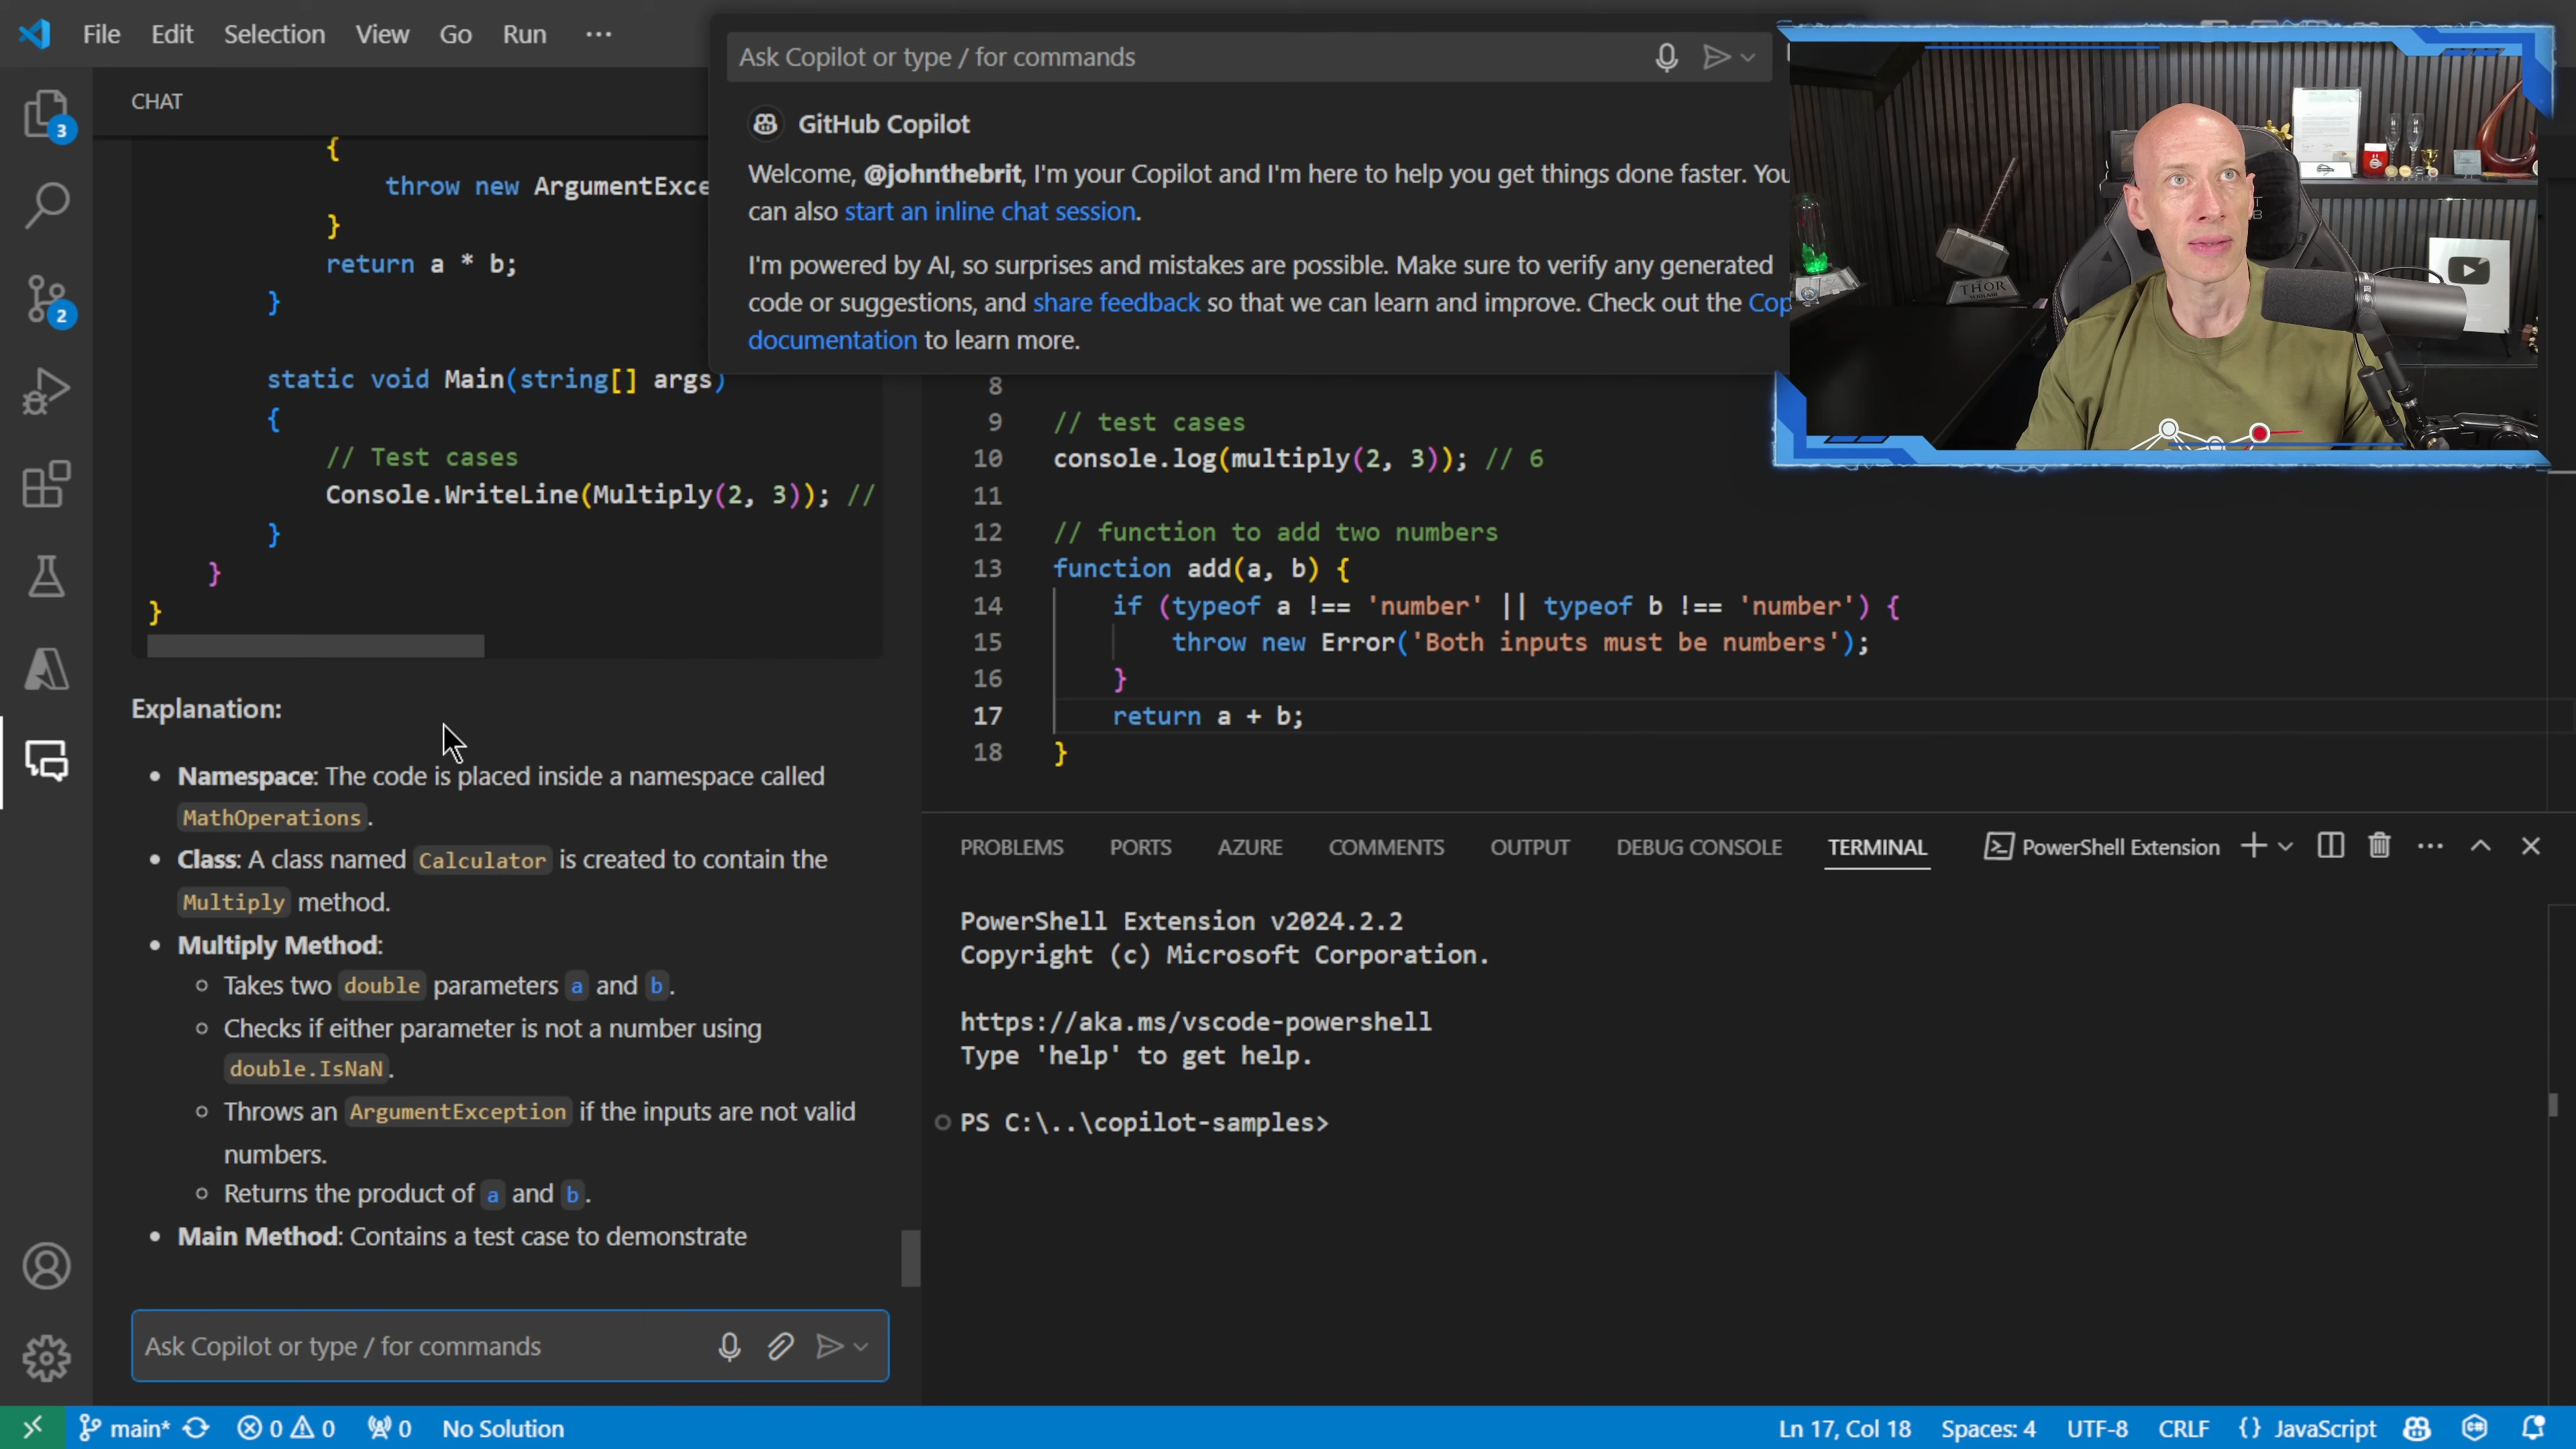 File Edit Selection View Go Run ···
Ask Copilot or type / for commands
GitHub Copilot
Welcome, @johnthebrit, I'm your Copilot and I'm here to help you get things done faster. You
can also start an inline chat session.
I'm powered by AI, so surprises and mistakes are possible. Make sure to verify any generated
code or suggestions, and share feedback so that we can learn and improve. Check out the Cop
documentation to learn more.
THOR
CHAT
{
throw new ArgumentExce
}
return a * b;
}
static void Main(string[] args)
{
// Test cases
Console.WriteLine(Multiply(2, 3)); //
}
}
}
Explanation:
• Namespace: The code is placed inside a namespace called
MathOperations.
• Class: A class named Calculator is created to contain the
Multiply method.
• Multiply Method:
○ Takes two double parameters a and b.
○ Checks if either parameter is not a number using
double.IsNaN.
○ Throws an ArgumentException if the inputs are not valid
numbers.
○ Returns the product of a and b.
• Main Method: Contains a test case to demonstrate
Ask Copilot or type / for commands
3
2
8
9 // test cases
10 console.log(multiply(2, 3)); // 6
11
12 // function to add two numbers
13 function add(a, b) {
14 if (typeof a !== 'number' || typeof b !== 'number') {
15 throw new Error('Both inputs must be numbers');
16 }
17 return a + b;
18 }
PROBLEMS PORTS AZURE COMMENTS OUTPUT DEBUG CONSOLE TERMINAL PowerShell Extension
PowerShell Extension v2024.2.2
Copyright (c) Microsoft Corporation.
https://aka.ms/vscode-powershell
Type 'help' to get help.
PS C:\..\copilot-samples>
main* 0 0 0 No Solution Ln 17, Col 18 Spaces: 4 UTF-8 CRLF {} JavaScript